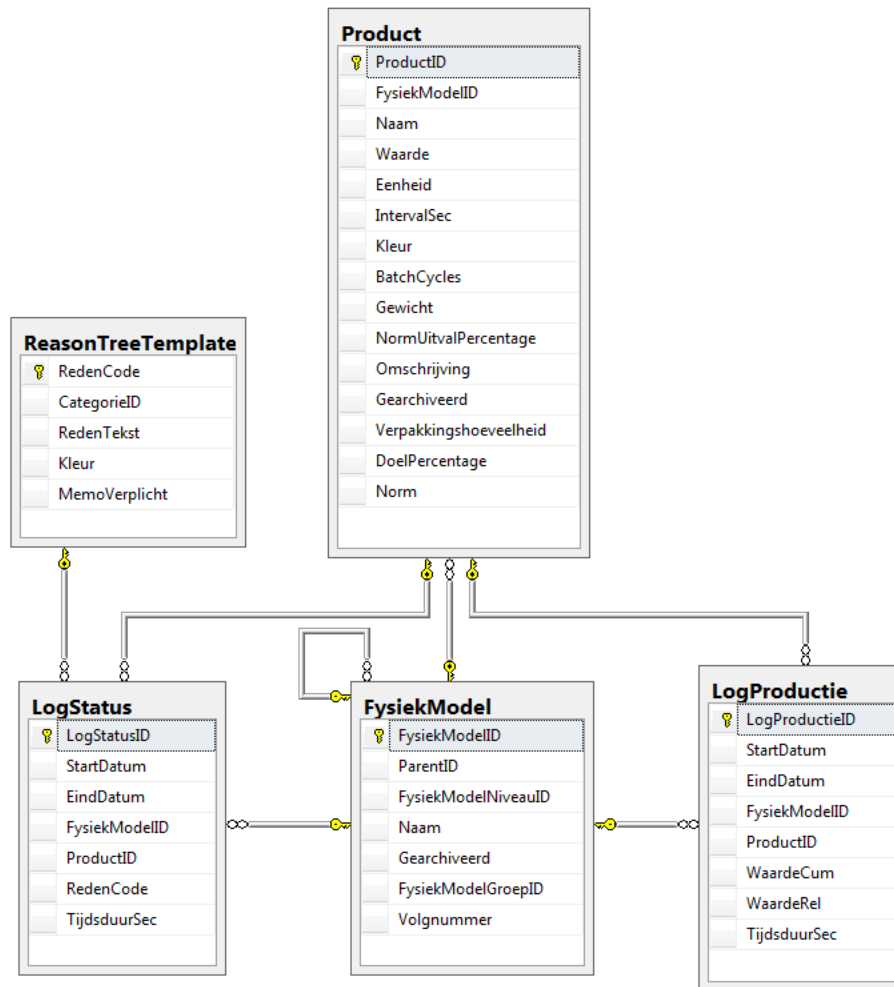 Product
ProductID
FysiekModelID
Naam
Waarde
Eenheid
IntervalSec
Kleur
BatchCycles
Gewicht
NormUitvalPercentage
Omschrijving
Gearchiveerd
Verpakkingshoeveelheid
DoelPercentage
Norm
ReasonTreeTemplate
RedenCode
CategorieID
RedenTekst
Kleur
MemoVerplicht
LogStatus
LogStatusID
StartDatum
EindDatum
FysiekModelID
ProductID
RedenCode
TijdsduurSec
FysiekModel
FysiekModelID
ParentID
FysiekModelNiveauID
Naam
Gearchiveerd
FysiekModelGroepID
Volgnummer
LogProductie
LogProductieID
StartDatum
EindDatum
FysiekModelID
ProductID
WaardeCum
WaardeRel
TijdsduurSec